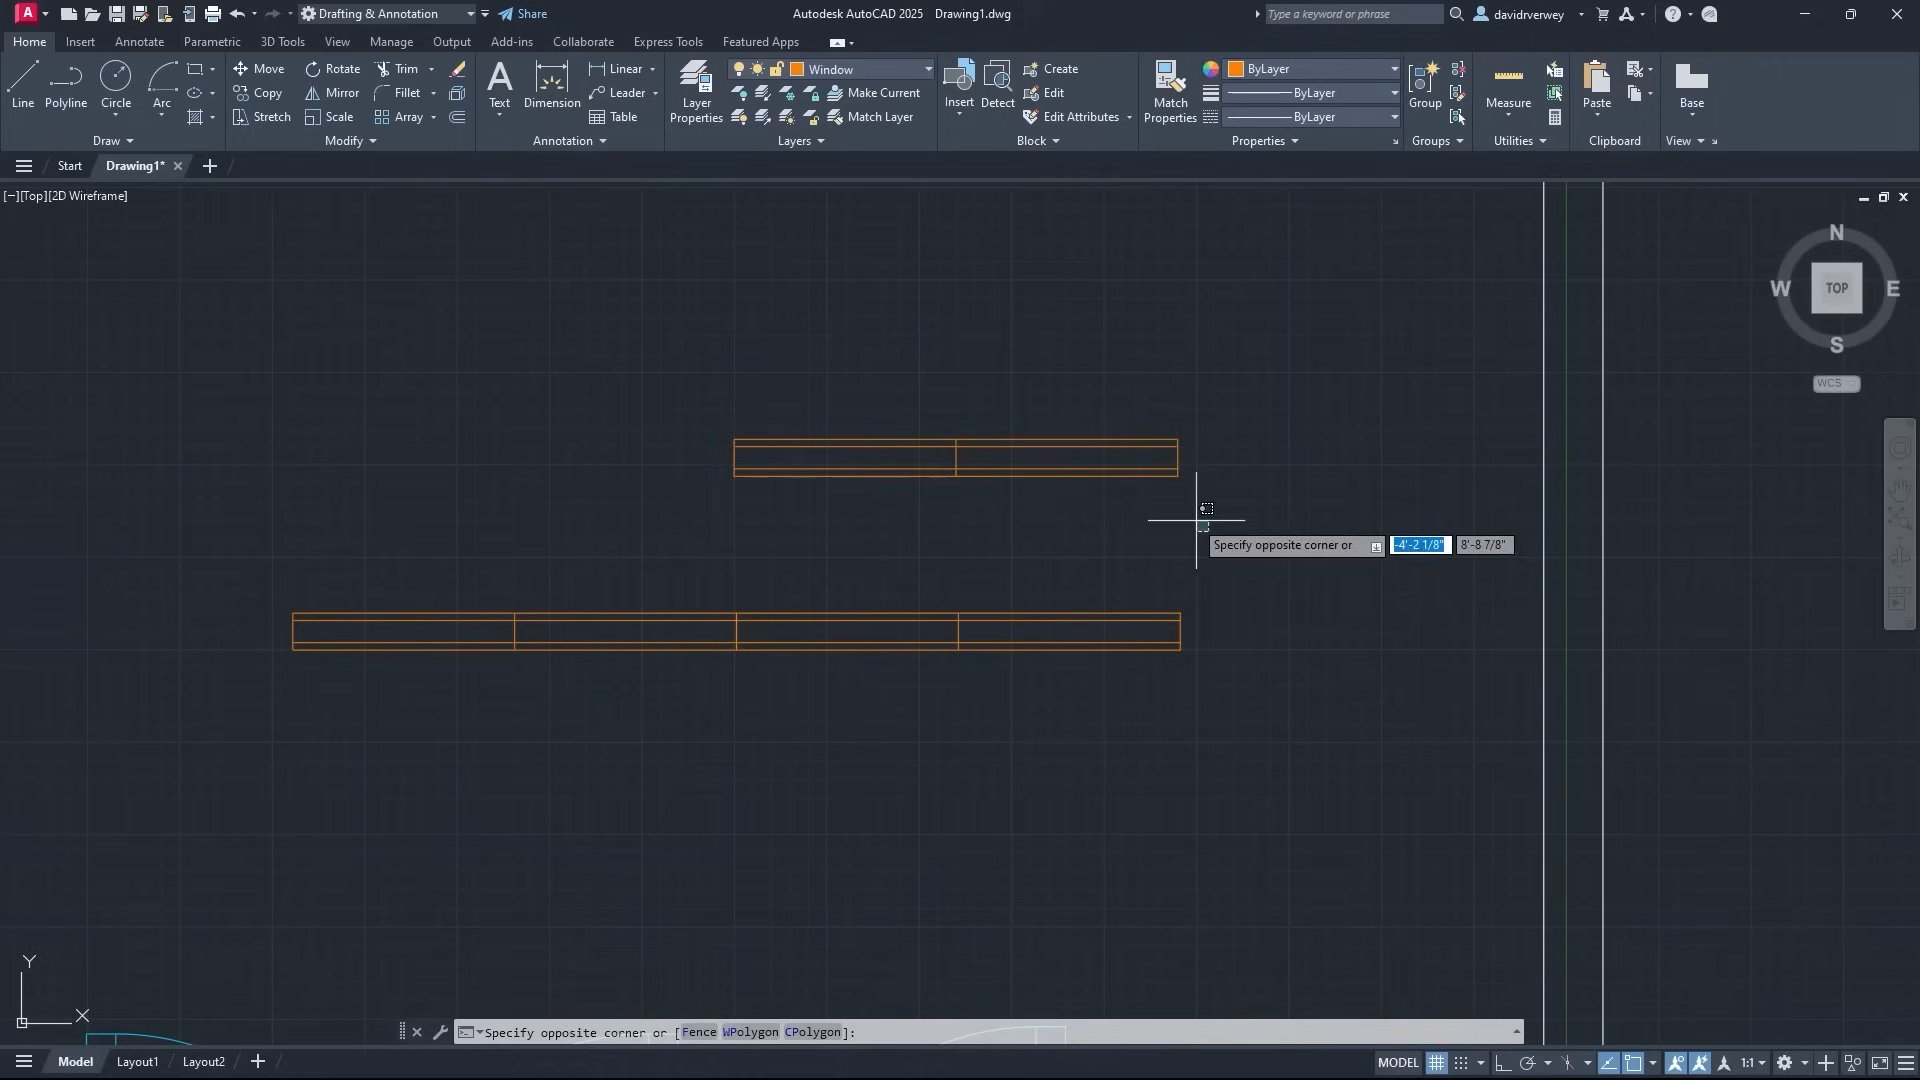 A Drafting & Annotation Share Autodesk AutoCAD 2025 Drawing1.dwg Type a keyword or phrase davidrverwey
Home Insert Annotate Parametric 3D Tools View Manage Output Add-ins Collaborate Express Tools Featured Apps
Line Polyline Circle Arc
Move Rotate Trim
Copy Mirror Fillet
Stretch Scale Array
Text Dimension
Linear
Leader
Table
Layer Properties
Window
Make Current
Match Layer
Insert Detect
Create
Edit
Edit Attributes
Match Properties
ByLayer
ByLayer
ByLayer
Group
Measure
Paste
Base
Draw Modify Annotation Layers Block Properties Groups Utilities Clipboard View
Start Drawing1*
[−][Top][2D Wireframe]
N
W TOP E
S
WCS
Specify opposite corner or -4'-2 1/8" 8'-8 7/8"
Y
X
Specify opposite corner or [Fence WPolygon CPolygon]:
Model Layout1 Layout2 MODEL 1:1